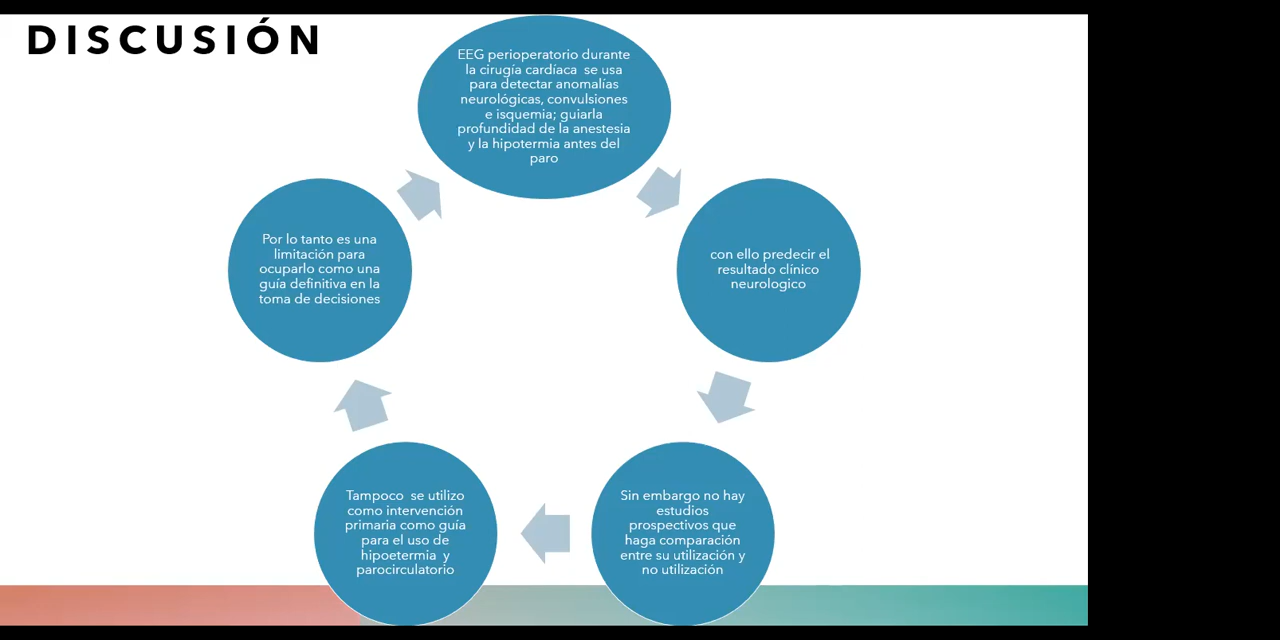 DISCUSIÓN
EEG perioperatorio durante
la cirugía cardíaca se usa
para detectar anomalías
neurológicas, convulsiones
e isquemia; guiarla
profundidad de la anestesia
y la hipotermia antes del
paro
con ello predecir el
resultado clínico
neurologico
Sin embargo no hay
estudios
prospectivos que
haga comparación
entre su utilización y
no utilización
Tampoco se utilizo
como intervención
primaria como guía
para el uso de
hipoetermia y
parocirculatorio
Por lo tanto es una
limitación para
ocuparlo como una
guía definitiva en la
toma de decisiones